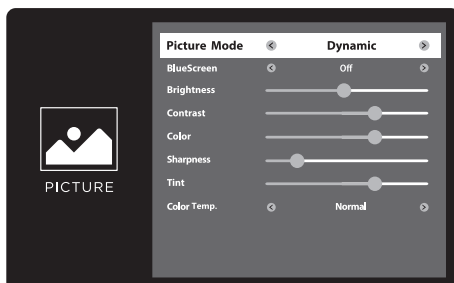 Picture Mode Dynamic
BlueScreen Off
Brightness
Contrast
Color
Sharpness
Tint
Color Temp. Normal
PICTURE